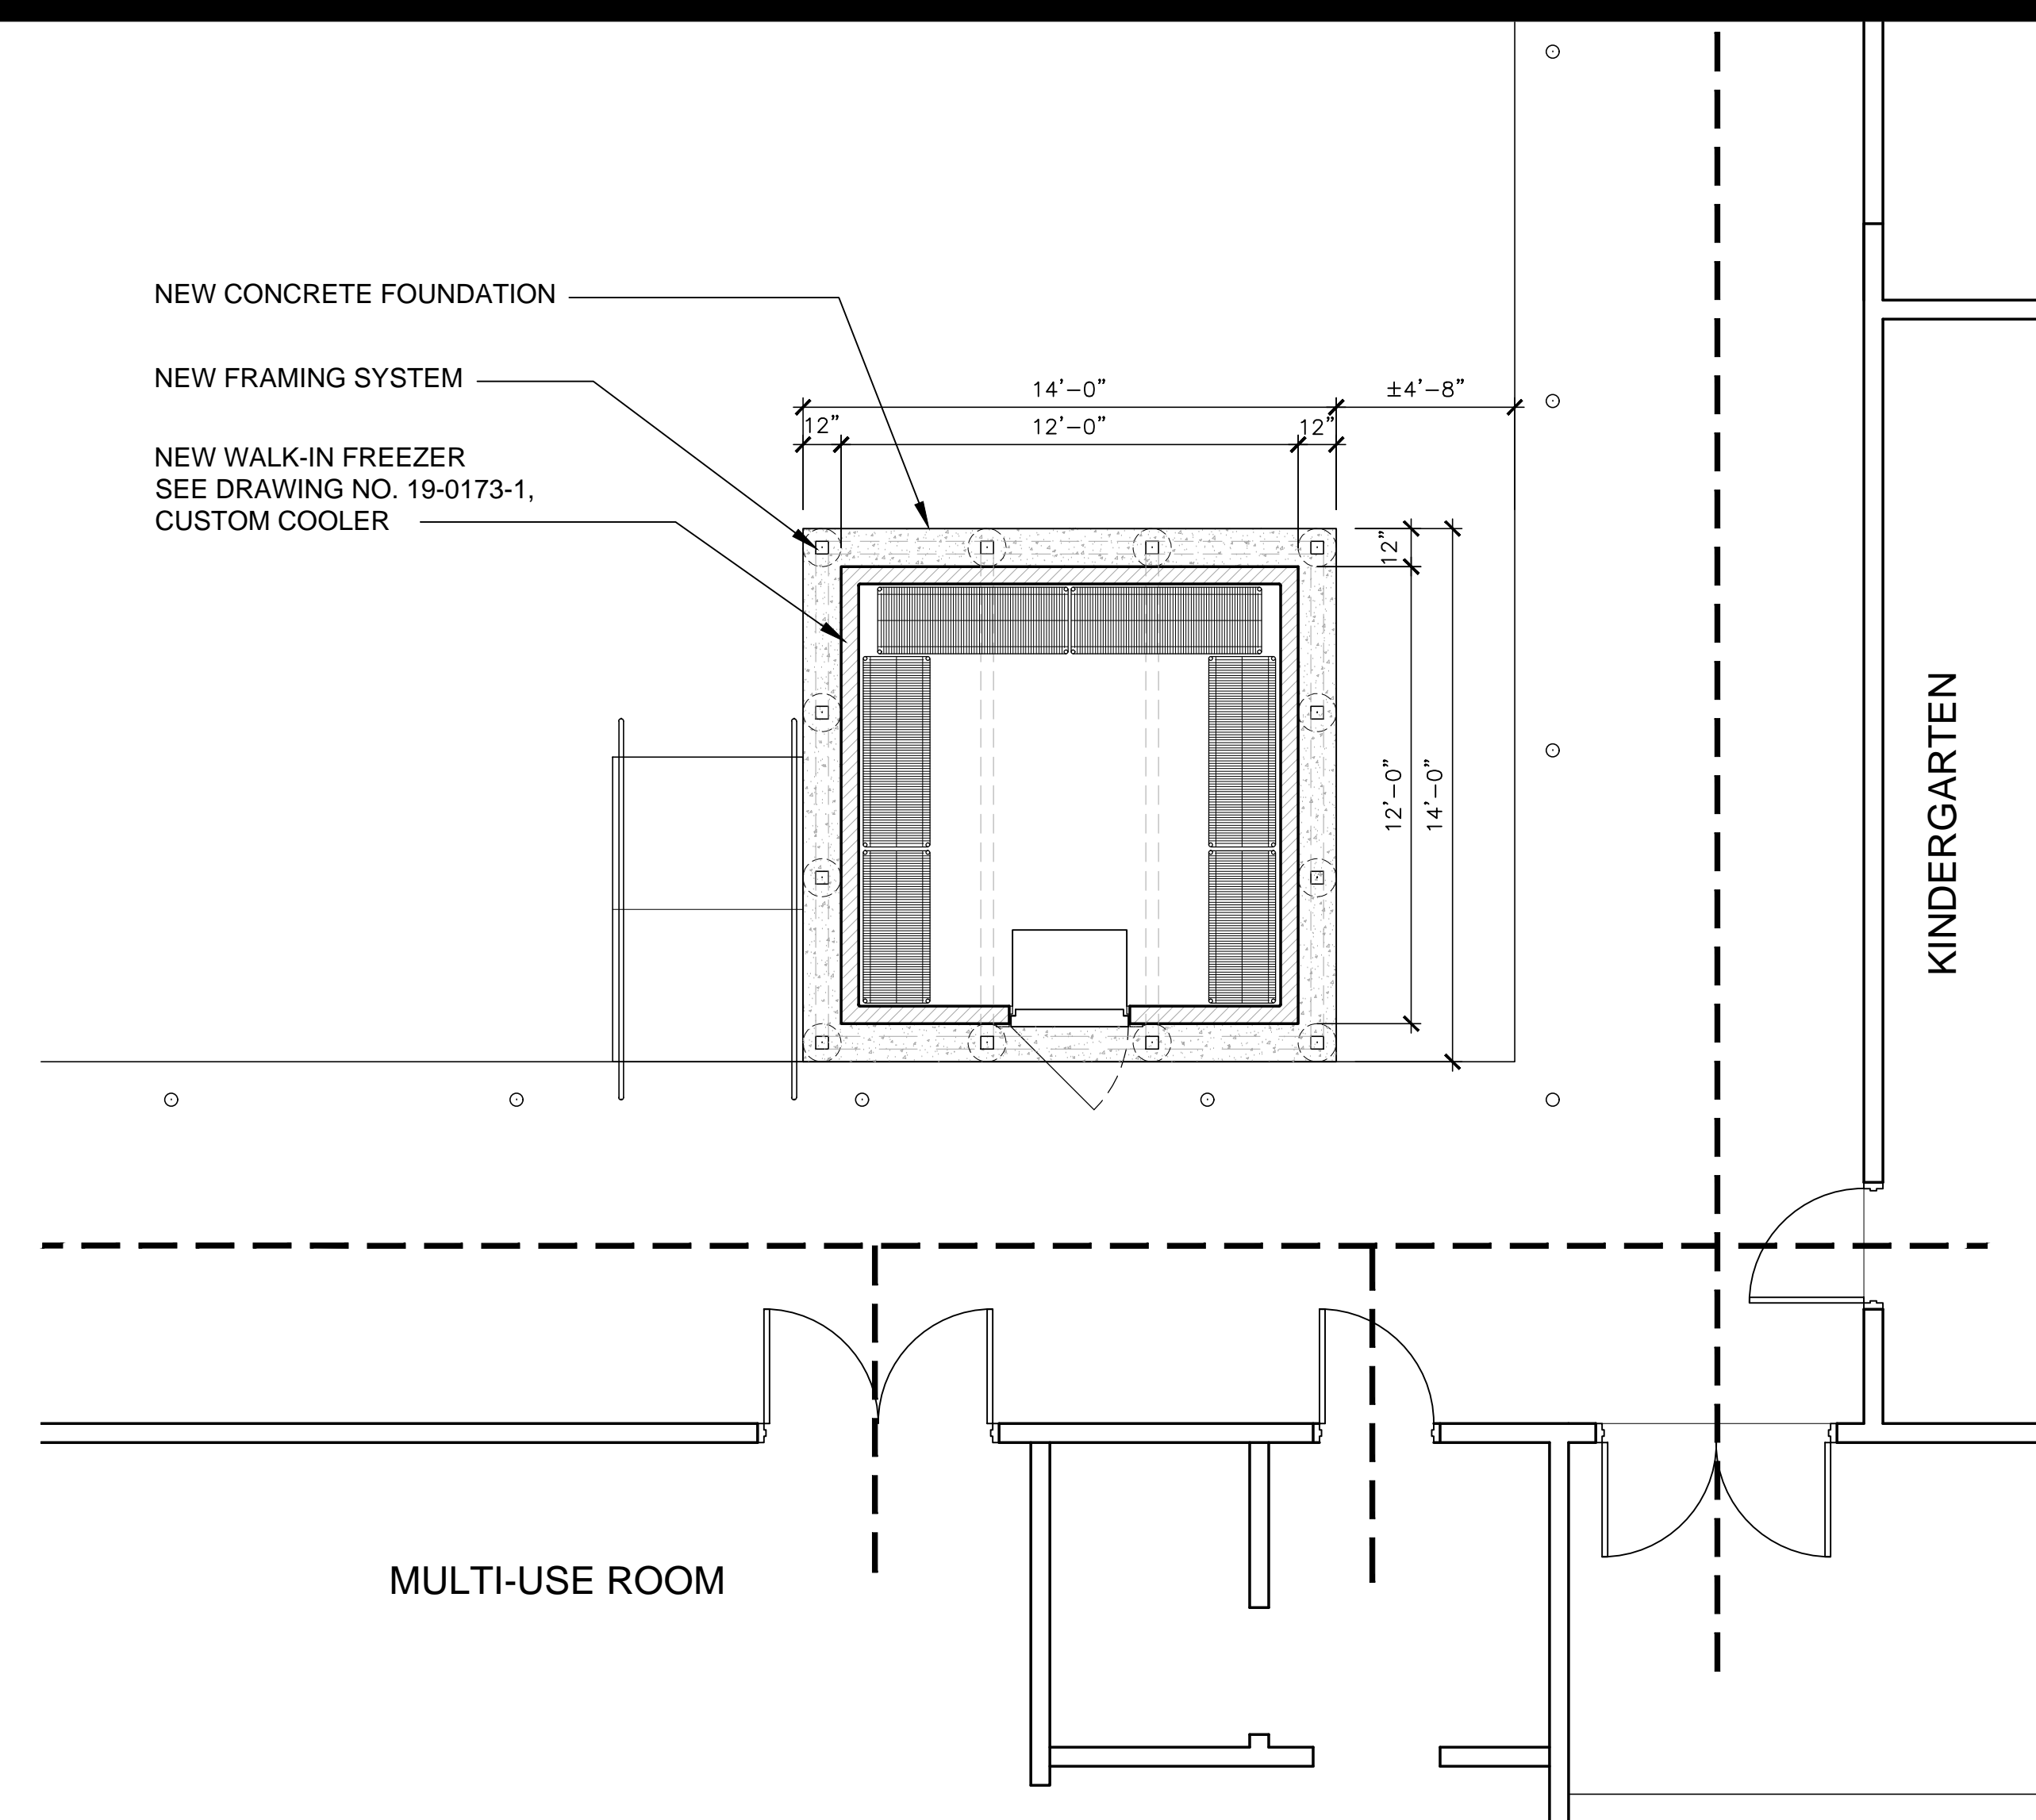 NEW CONCRETE FOUNDATION
NEW FRAMING SYSTEM
NEW WALK-IN FREEZER
SEE DRAWING NO. 19-0173-1,
CUSTOM COOLER
14'-0" ±4'-8"
12" 12'-0" 12"
12"
12'-0"
14'-0"
KINDERGARTEN
MULTI-USE ROOM